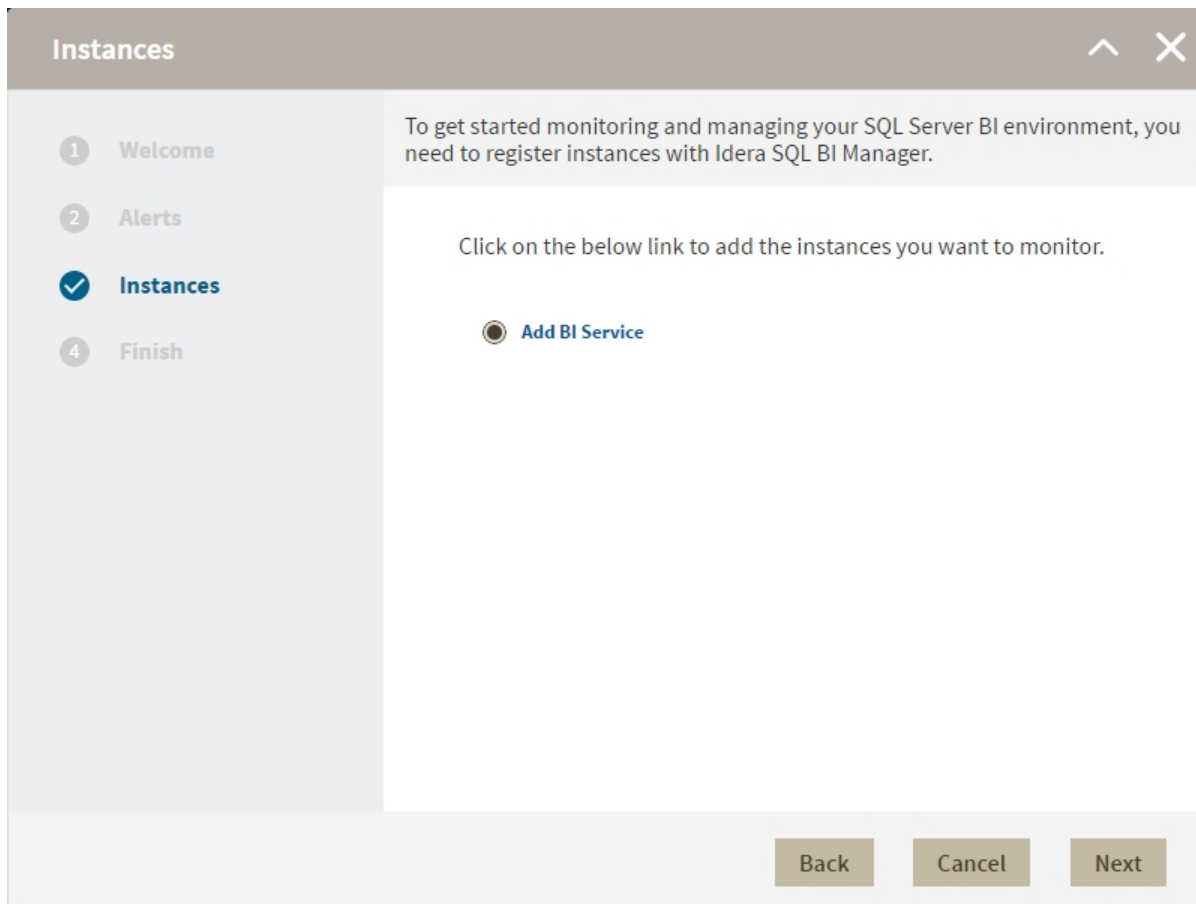 Instances
1 Welcome
2 Alerts
Instances
4 Finish
To get started monitoring and managing your SQL Server BI environment, you
need to register instances with Idera SQL BI Manager.
Click on the below link to add the instances you want to monitor.
Add BI Service
Back Cancel Next